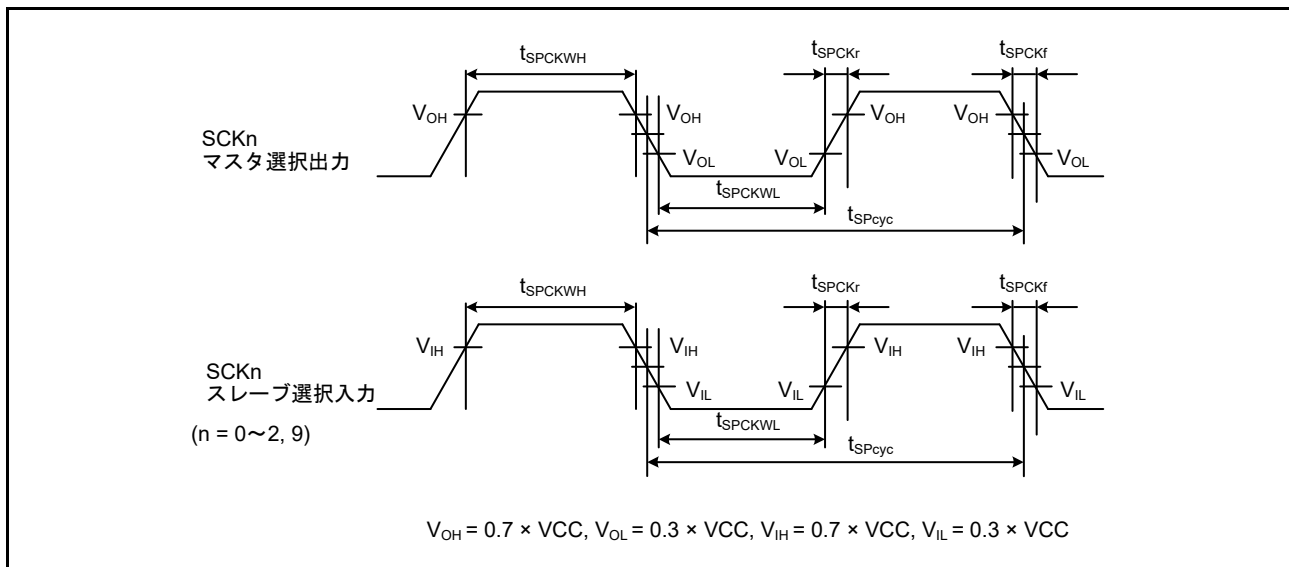 tSPCKWH
tSPCKr
tSPCKf
VOH
VOH
VOH
VOH
SCKn
マスタ選択出力
VOL
VOL
VOL
tSPCKWL
tSPcyc
tSPCKWH
tSPCKr
tSPCKf
VIH
VIH
VIH
VIH
SCKn
スレーブ選択入力
VIL
VIL
VIL
(n = 0～2, 9)
tSPCKWL
tSPcyc
VOH = 0.7 × VCC, VOL = 0.3 × VCC, VIH = 0.7 × VCC, VIL = 0.3 × VCC